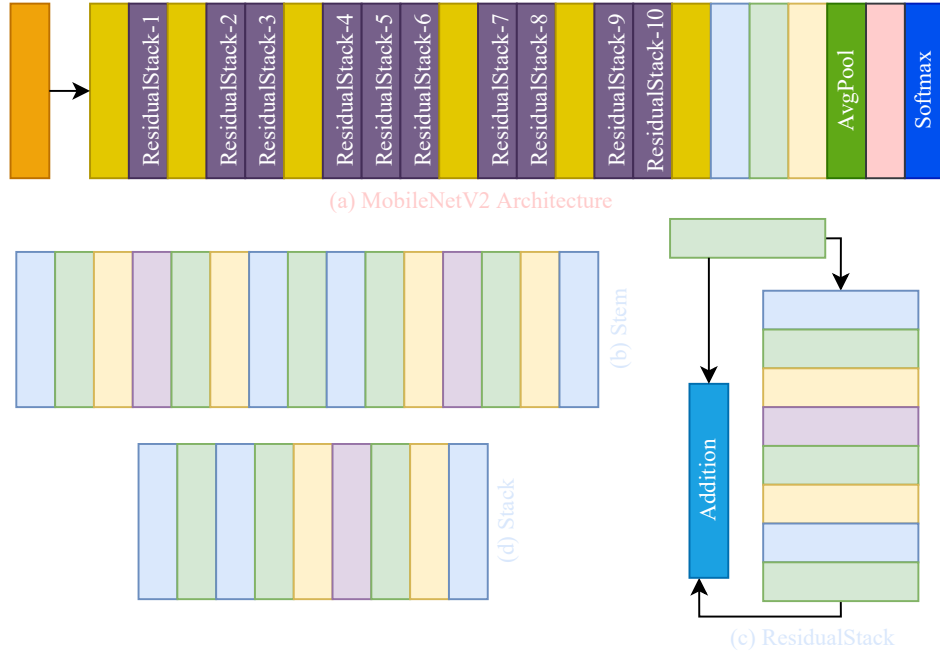 ResidualStack-1
ResidualStack-2
ResidualStack-3
ResidualStack-4
ResidualStack-5
ResidualStack-6
ResidualStack-7
ResidualStack-8
ResidualStack-9
ResidualStack-10
AvgPool
Softmax
(a) MobileNetV2 Architecture
(b) Stem
Addition
(d) Stack
(c) ResidualStack